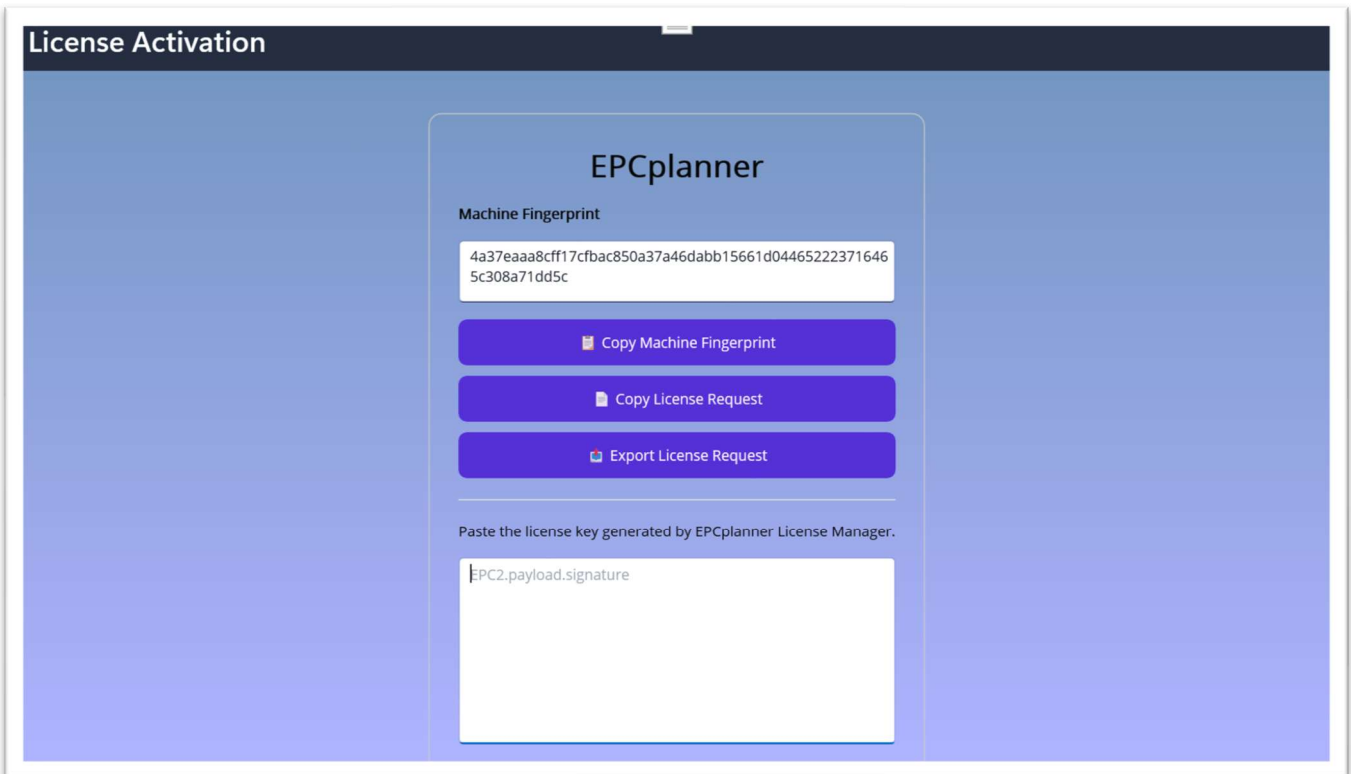 License Activation
EPCplanner
Machine Fingerprint
4a37eaaa8cff17cfbac850a37a46dabb15661d04465222371646
5c308a71dd5c
Copy Machine Fingerprint
Copy License Request
Export License Request
Paste the license key generated by EPCplanner License Manager.
EPC2.payload.signature